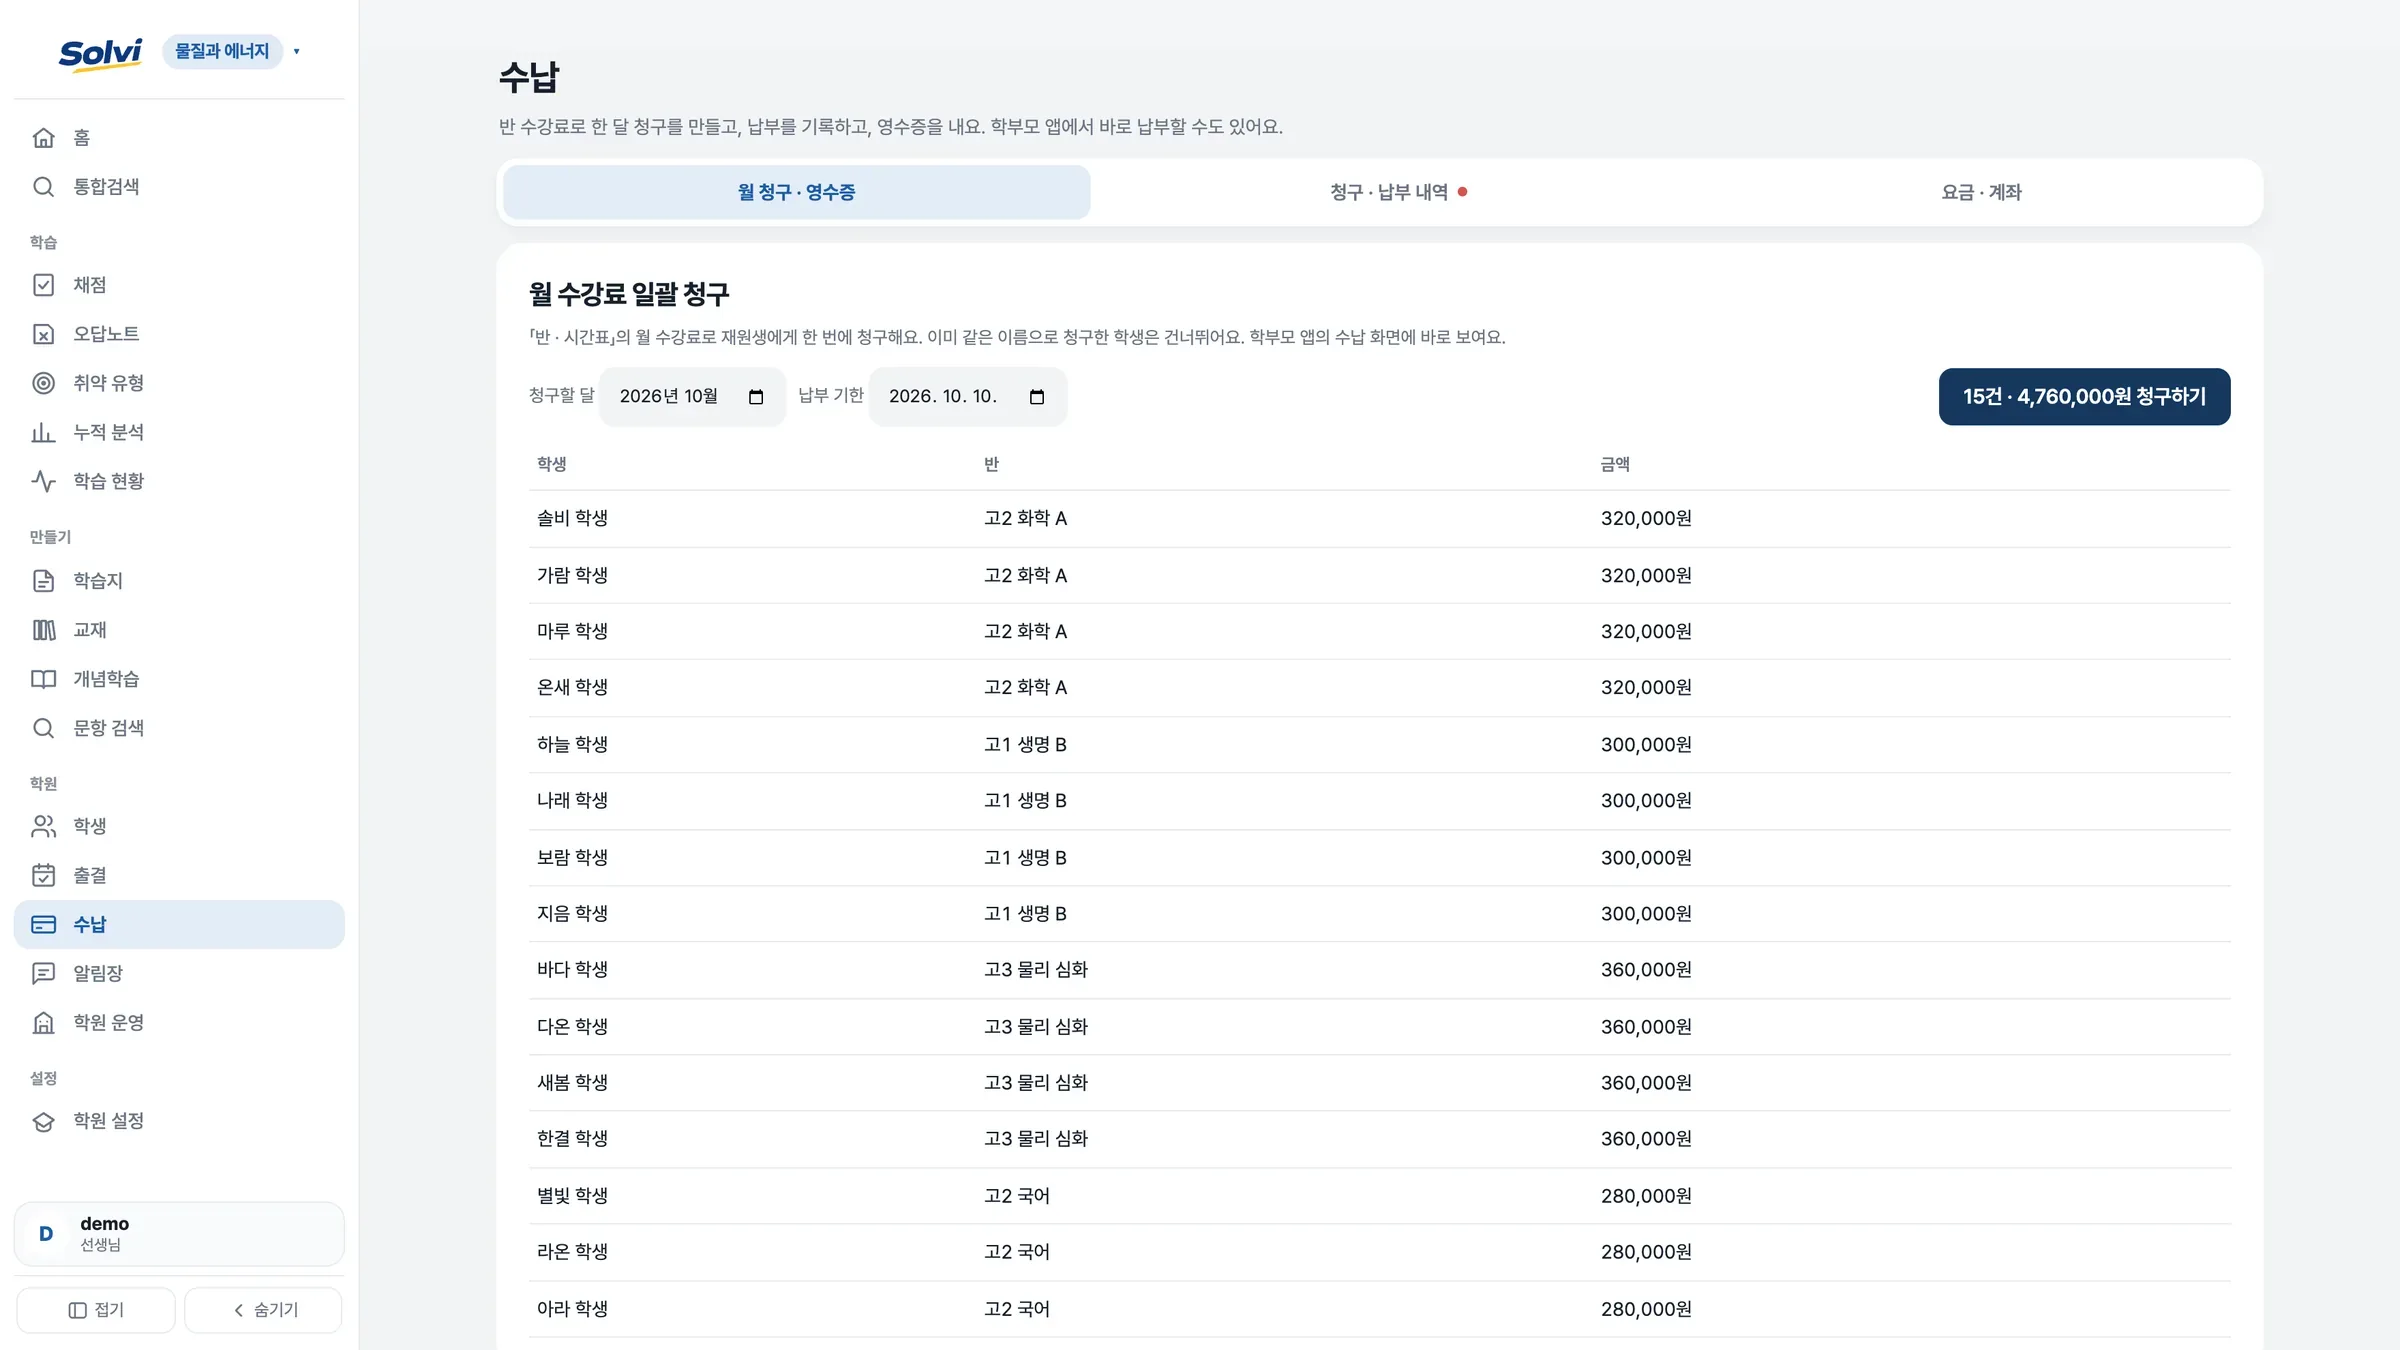 Solvi 물질과 에너지 ▾
홈
통합검색
학습
채점
오답노트
취약 유형
누적 분석
학습 현황
만들기
학습지
교재
개념학습
문항 검색
학원
학생
출결
수납
알림장
학원 운영
설정
학원 설정
D demo
선생님
접기 숨기기
수납
반 수강료로 한 달 청구를 만들고, 납부를 기록하고, 영수증을 내요. 학부모 앱에서 바로 납부할 수도 있어요.
월 청구 · 영수증 청구 · 납부 내역 요금 · 계좌
월 수강료 일괄 청구
「반 · 시간표」의 월 수강료로 재원생에게 한 번에 청구해요. 이미 같은 이름으로 청구한 학생은 건너뛰어요. 학부모 앱의 수납 화면에 바로 보여요.
청구할 달 2026년 10월 납부 기한 2026. 10. 10. 15건 · 4,760,000원 청구하기
학생 반 금액
솔비 학생 고2 화학 A 320,000원
가람 학생 고2 화학 A 320,000원
마루 학생 고2 화학 A 320,000원
온새 학생 고2 화학 A 320,000원
하늘 학생 고1 생명 B 300,000원
나래 학생 고1 생명 B 300,000원
보람 학생 고1 생명 B 300,000원
지음 학생 고1 생명 B 300,000원
바다 학생 고3 물리 심화 360,000원
다온 학생 고3 물리 심화 360,000원
새봄 학생 고3 물리 심화 360,000원
한결 학생 고3 물리 심화 360,000원
별빛 학생 고2 국어 280,000원
라온 학생 고2 국어 280,000원
아라 학생 고2 국어 280,000원